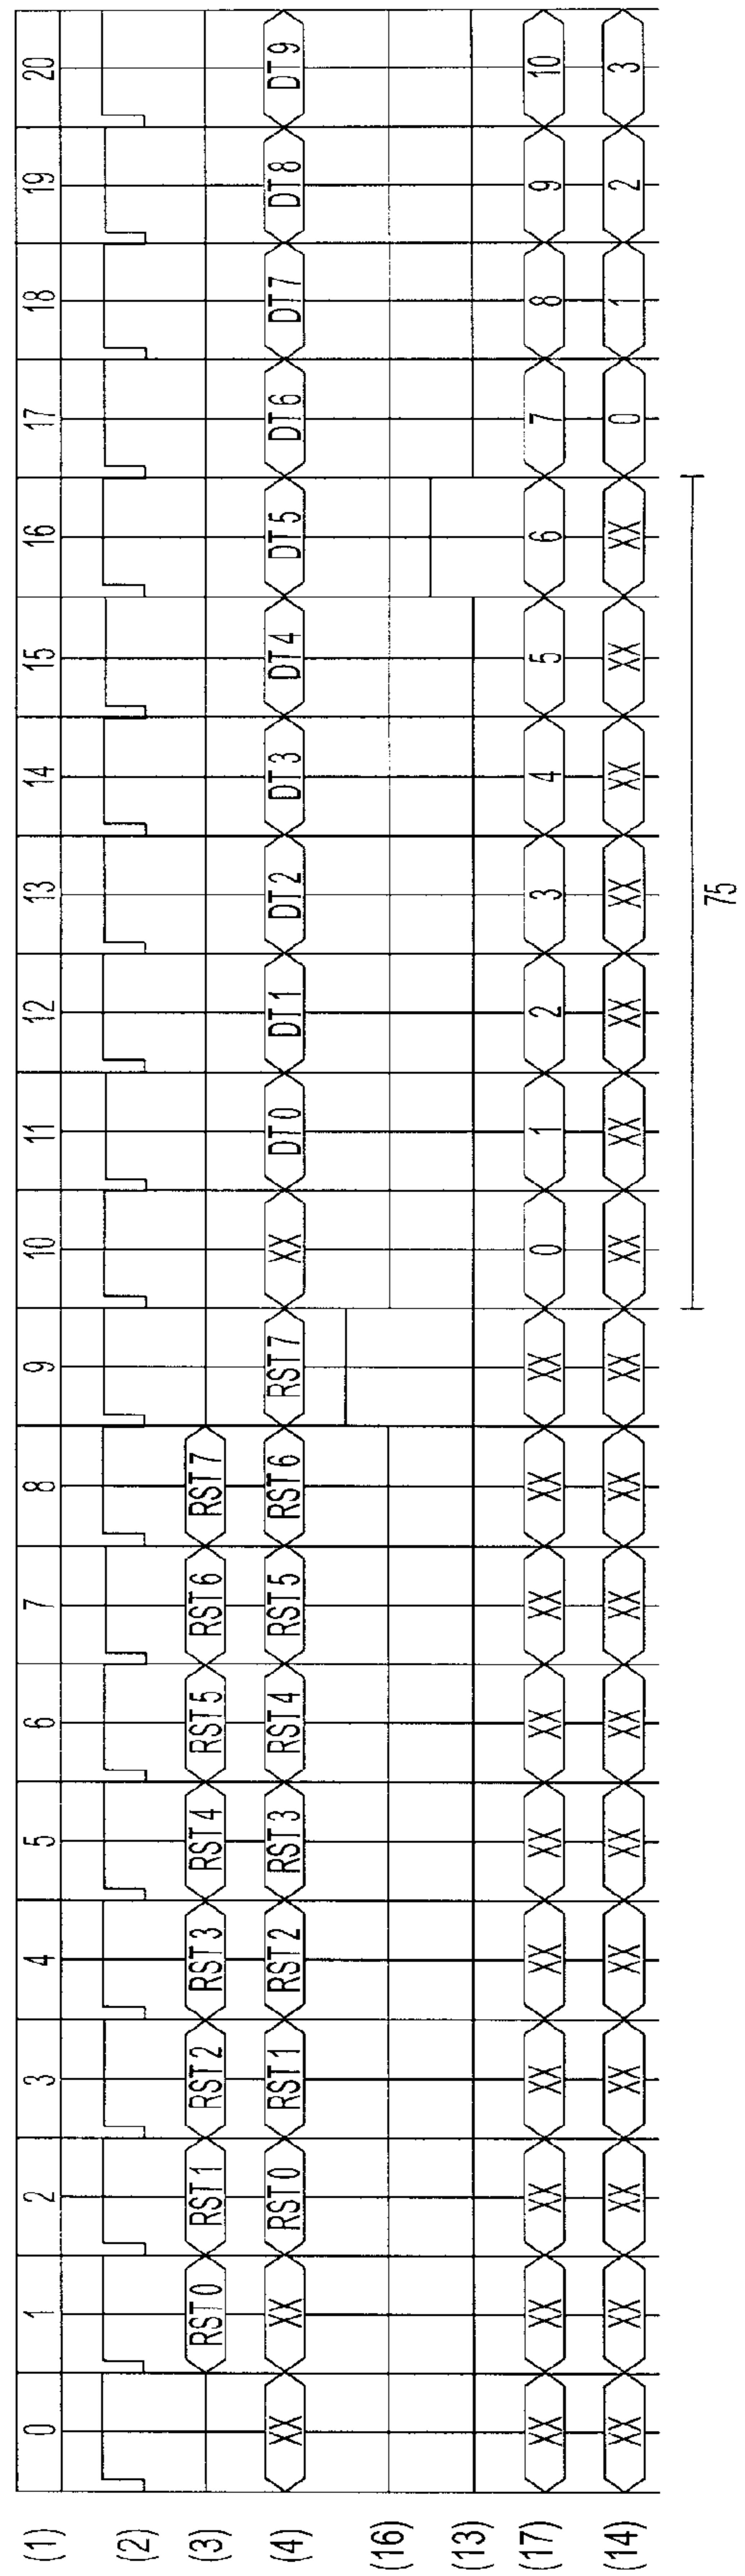 (1) 0 1 2 3 4 5 6 7 8 9 10 11 12 13 14 15 16 17 18 19 20
(2)
(3) RST0 RST1 RST2 RST3 RST4 RST5 RST6 RST7
(4) XX XX RST0 RST1 RST2 RST3 RST4 RST5 RST6 RST7 XX DT0 DT1 DT2 DT3 DT4 DT5 DT6 DT7 DT8 DT9
(16)
(13)
(17) XX XX XX XX XX XX XX XX XX XX 0 1 2 3 4 5 6 7 8 9 10
(14) XX XX XX XX XX XX XX XX XX XX XX XX XX XX XX XX XX 0 1 2 3
75